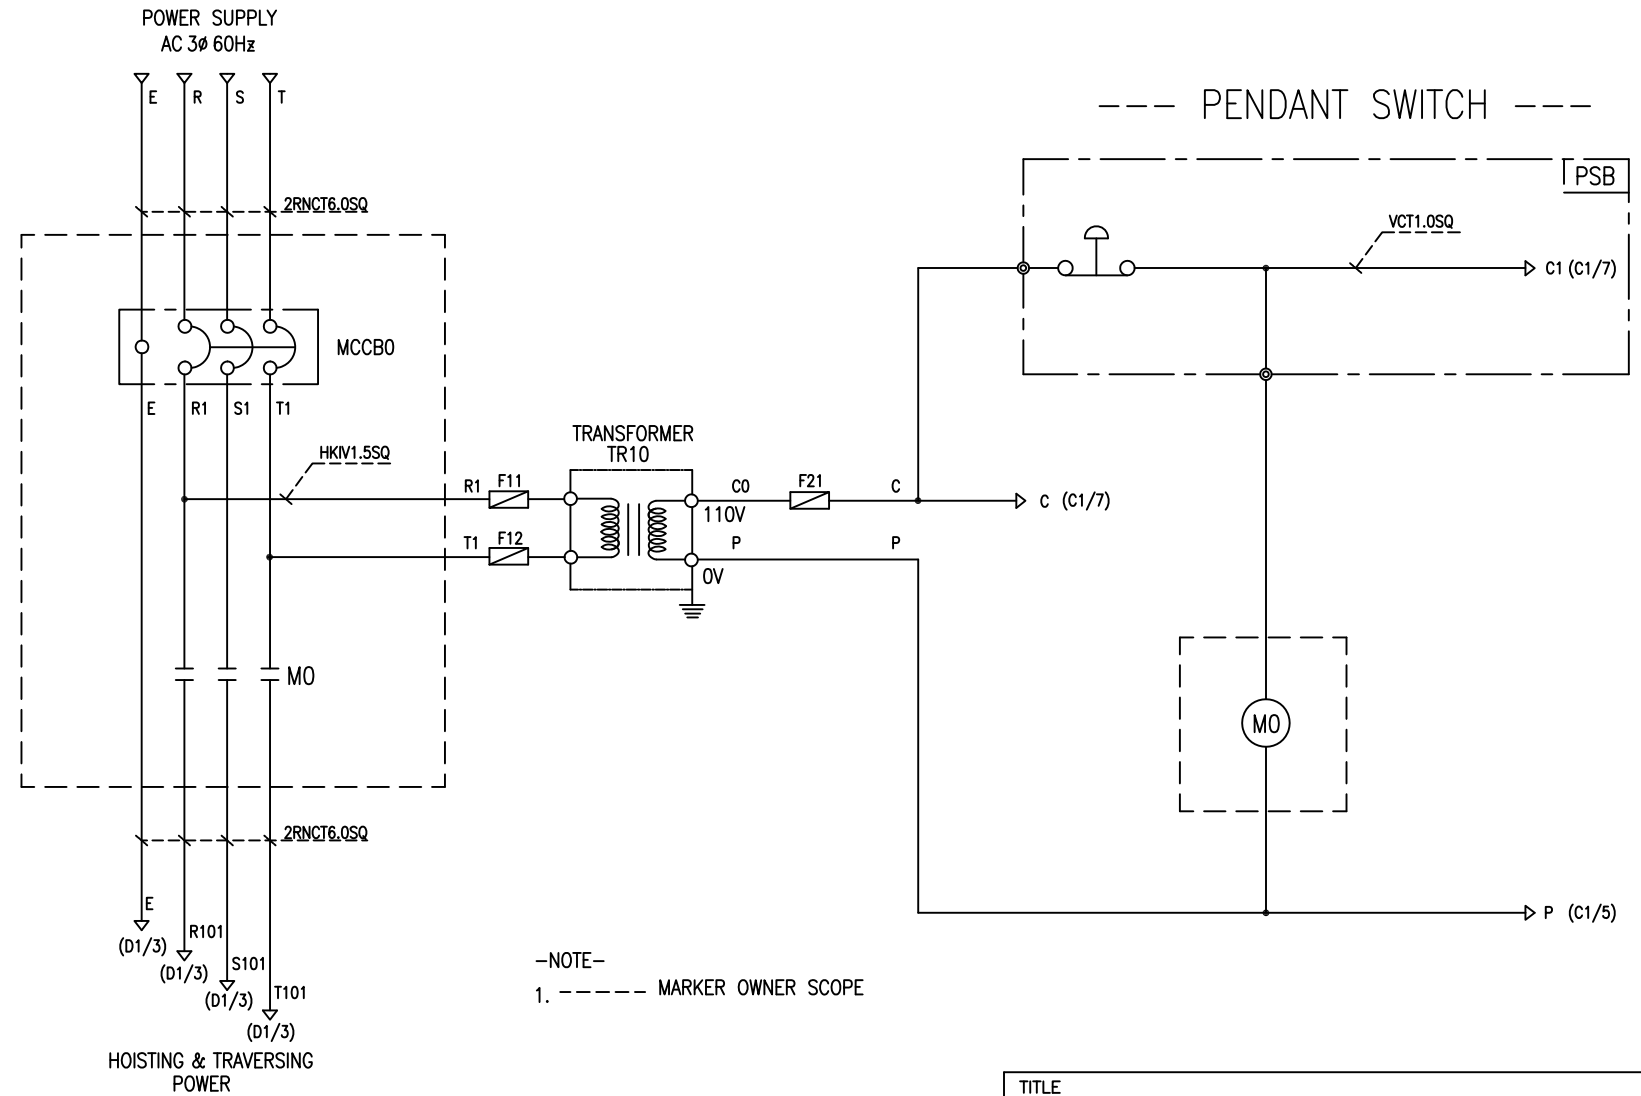 POWER SUPPLY
AC 3ø 60Hz
E R S T
--- PENDANT SWITCH ---
PSB
2RNCT6.0SQ
VCT1.0SQ
C1 (C1/7)
MCCB0
E R1 S1 T1
HKIV1.5SQ
TRANSFORMER
TR10
R1 F11
C0 F21 C
C (C1/7)
110V
T1 F12
P P
0V
M0
M0
2RNCT6.0SQ
E
(D1/3)
R101
(D1/3)
S101
(D1/3)
T101
(D1/3)
P (C1/5)
HOISTING & TRAVERSING
POWER
-NOTE-
1. ------ MARKER OWNER SCOPE
TITLE